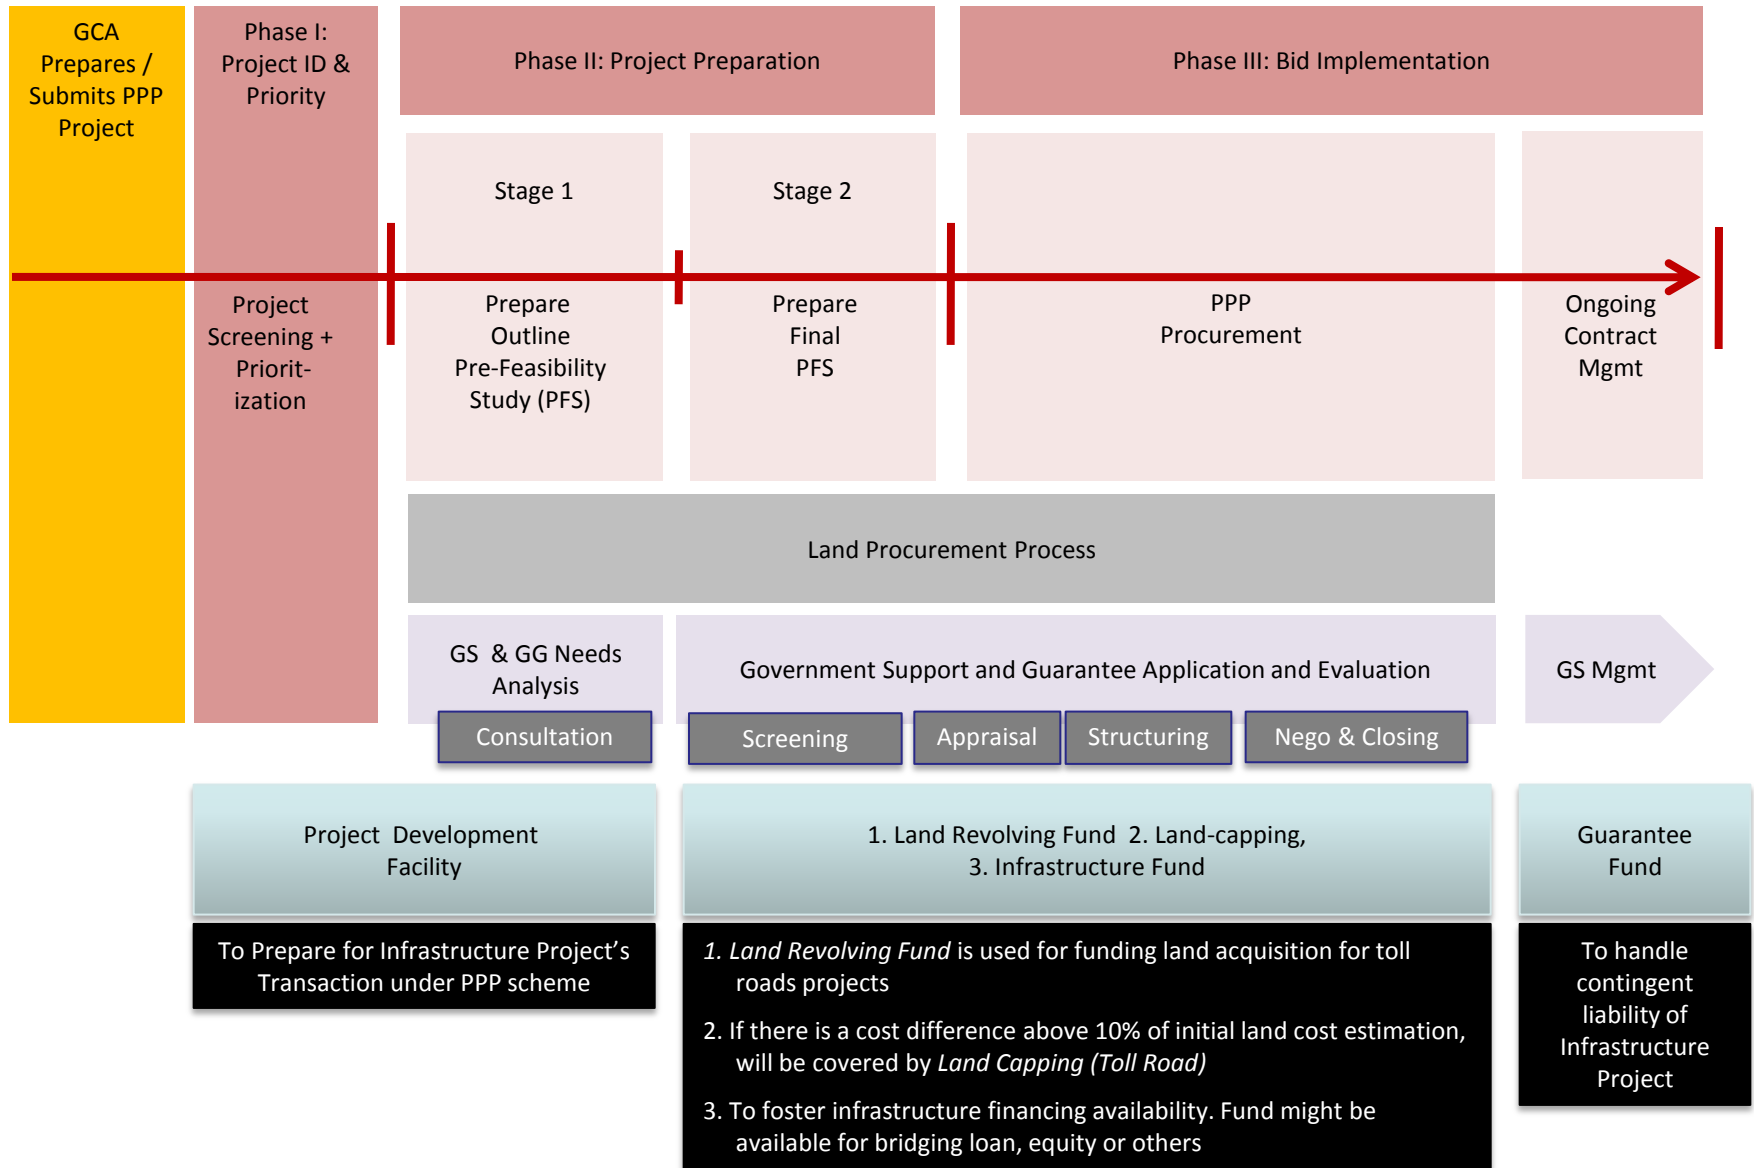 GCA
Prepares /
Submits PPP
Project
Phase I:
Project ID &
Priority
Phase II: Project Preparation
Phase III: Bid Implementation
Stage 1
Stage 2
Project
Screening +
Priorit-
ization
Prepare
Outline
Pre-Feasibility
Study (PFS)
Prepare
Final
PFS
PPP
Procurement
Ongoing
Contract
Mgmt
Land Procurement Process
GS & GG Needs
Analysis
Government Support and Guarantee Application and Evaluation
GS Mgmt
Consultation
Screening
Appraisal
Structuring
Nego & Closing
Project Development
Facility
1. Land Revolving Fund 2. Land-capping,
3. Infrastructure Fund
Guarantee
Fund
To Prepare for Infrastructure Project’s
Transaction under PPP scheme
1. Land Revolving Fund is used for funding land acquisition for toll
roads projects
2. If there is a cost difference above 10% of initial land cost estimation,
will be covered by Land Capping (Toll Road)
3. To foster infrastructure financing availability. Fund might be
available for bridging loan, equity or others
To handle
contingent
liability of
Infrastructure
Project